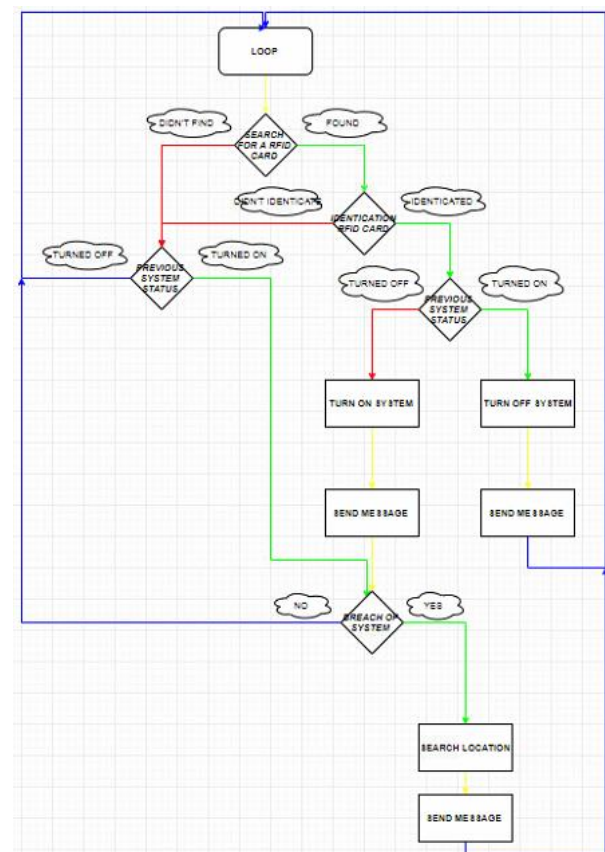 LOOP
DIDN'T FIND
FOUND
SEARCH
FOR A RFID
CARD
DIDN'T IDENTICATE
IDENTICATED
IDENTICATION
RFID CARD
TURNED OFF
TURNED ON
PREVIOUS
SYSTEM
STATUS
TURNED OFF
TURNED ON
PREVIOUS
SYSTEM
STATUS
TURN ON SYSTEM
TURN OFF SYSTEM
SEND MESSAGE
SEND MESSAGE
NO
YES
BREACH OF
SYSTEM
SEARCH LOCATION
SEND MESSAGE